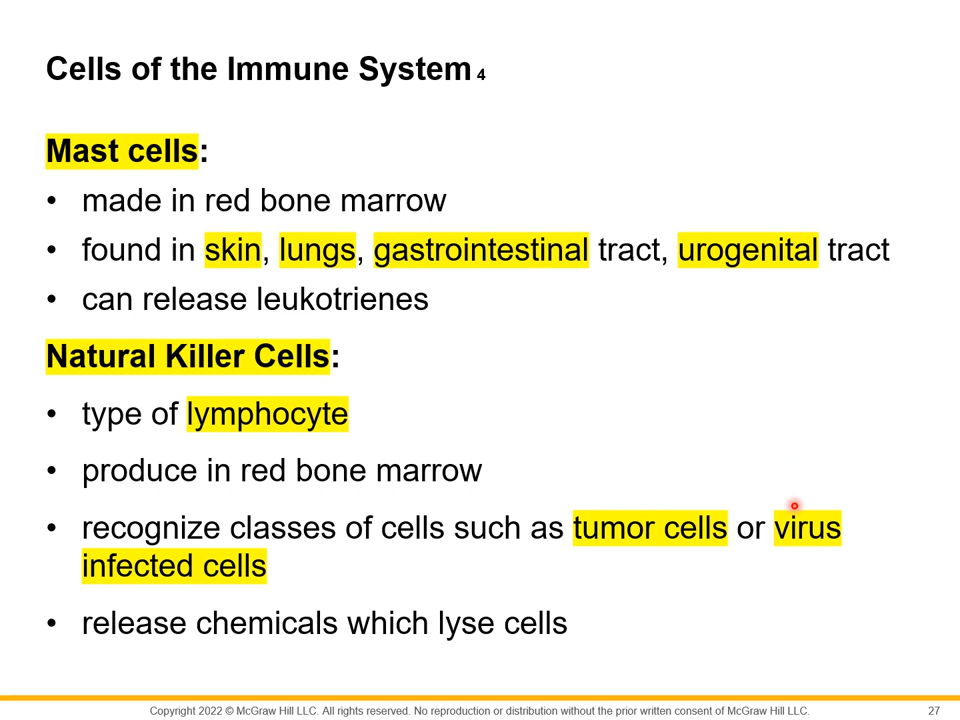 Cells of the Immune System 4
Mast cells:
• made in red bone marrow
• found in skin, lungs, gastrointestinal tract, urogenital tract
• can release leukotrienes
Natural Killer Cells:
• type of lymphocyte
• produce in red bone marrow
• recognize classes of cells such as tumor cells or virus
infected cells
• release chemicals which lyse cells
Copyright 2022 © McGraw Hill LLC. All rights reserved. No reproduction or distribution without the prior written consent of McGraw Hill LLC.
27